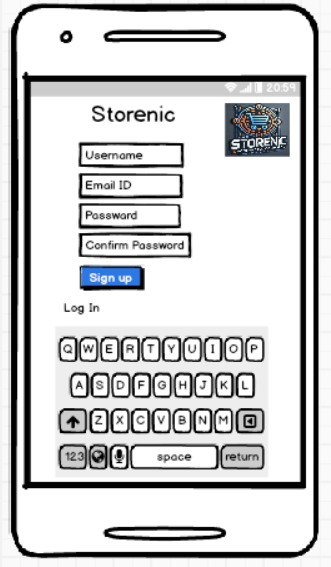 20:59
Storenic
STORENIC
Username
Email ID
Password
Confirm Password
Sign up
Log In
Q W E R T Y U I O P
A S D F G H J K L
Z X C V B N M
123 space return